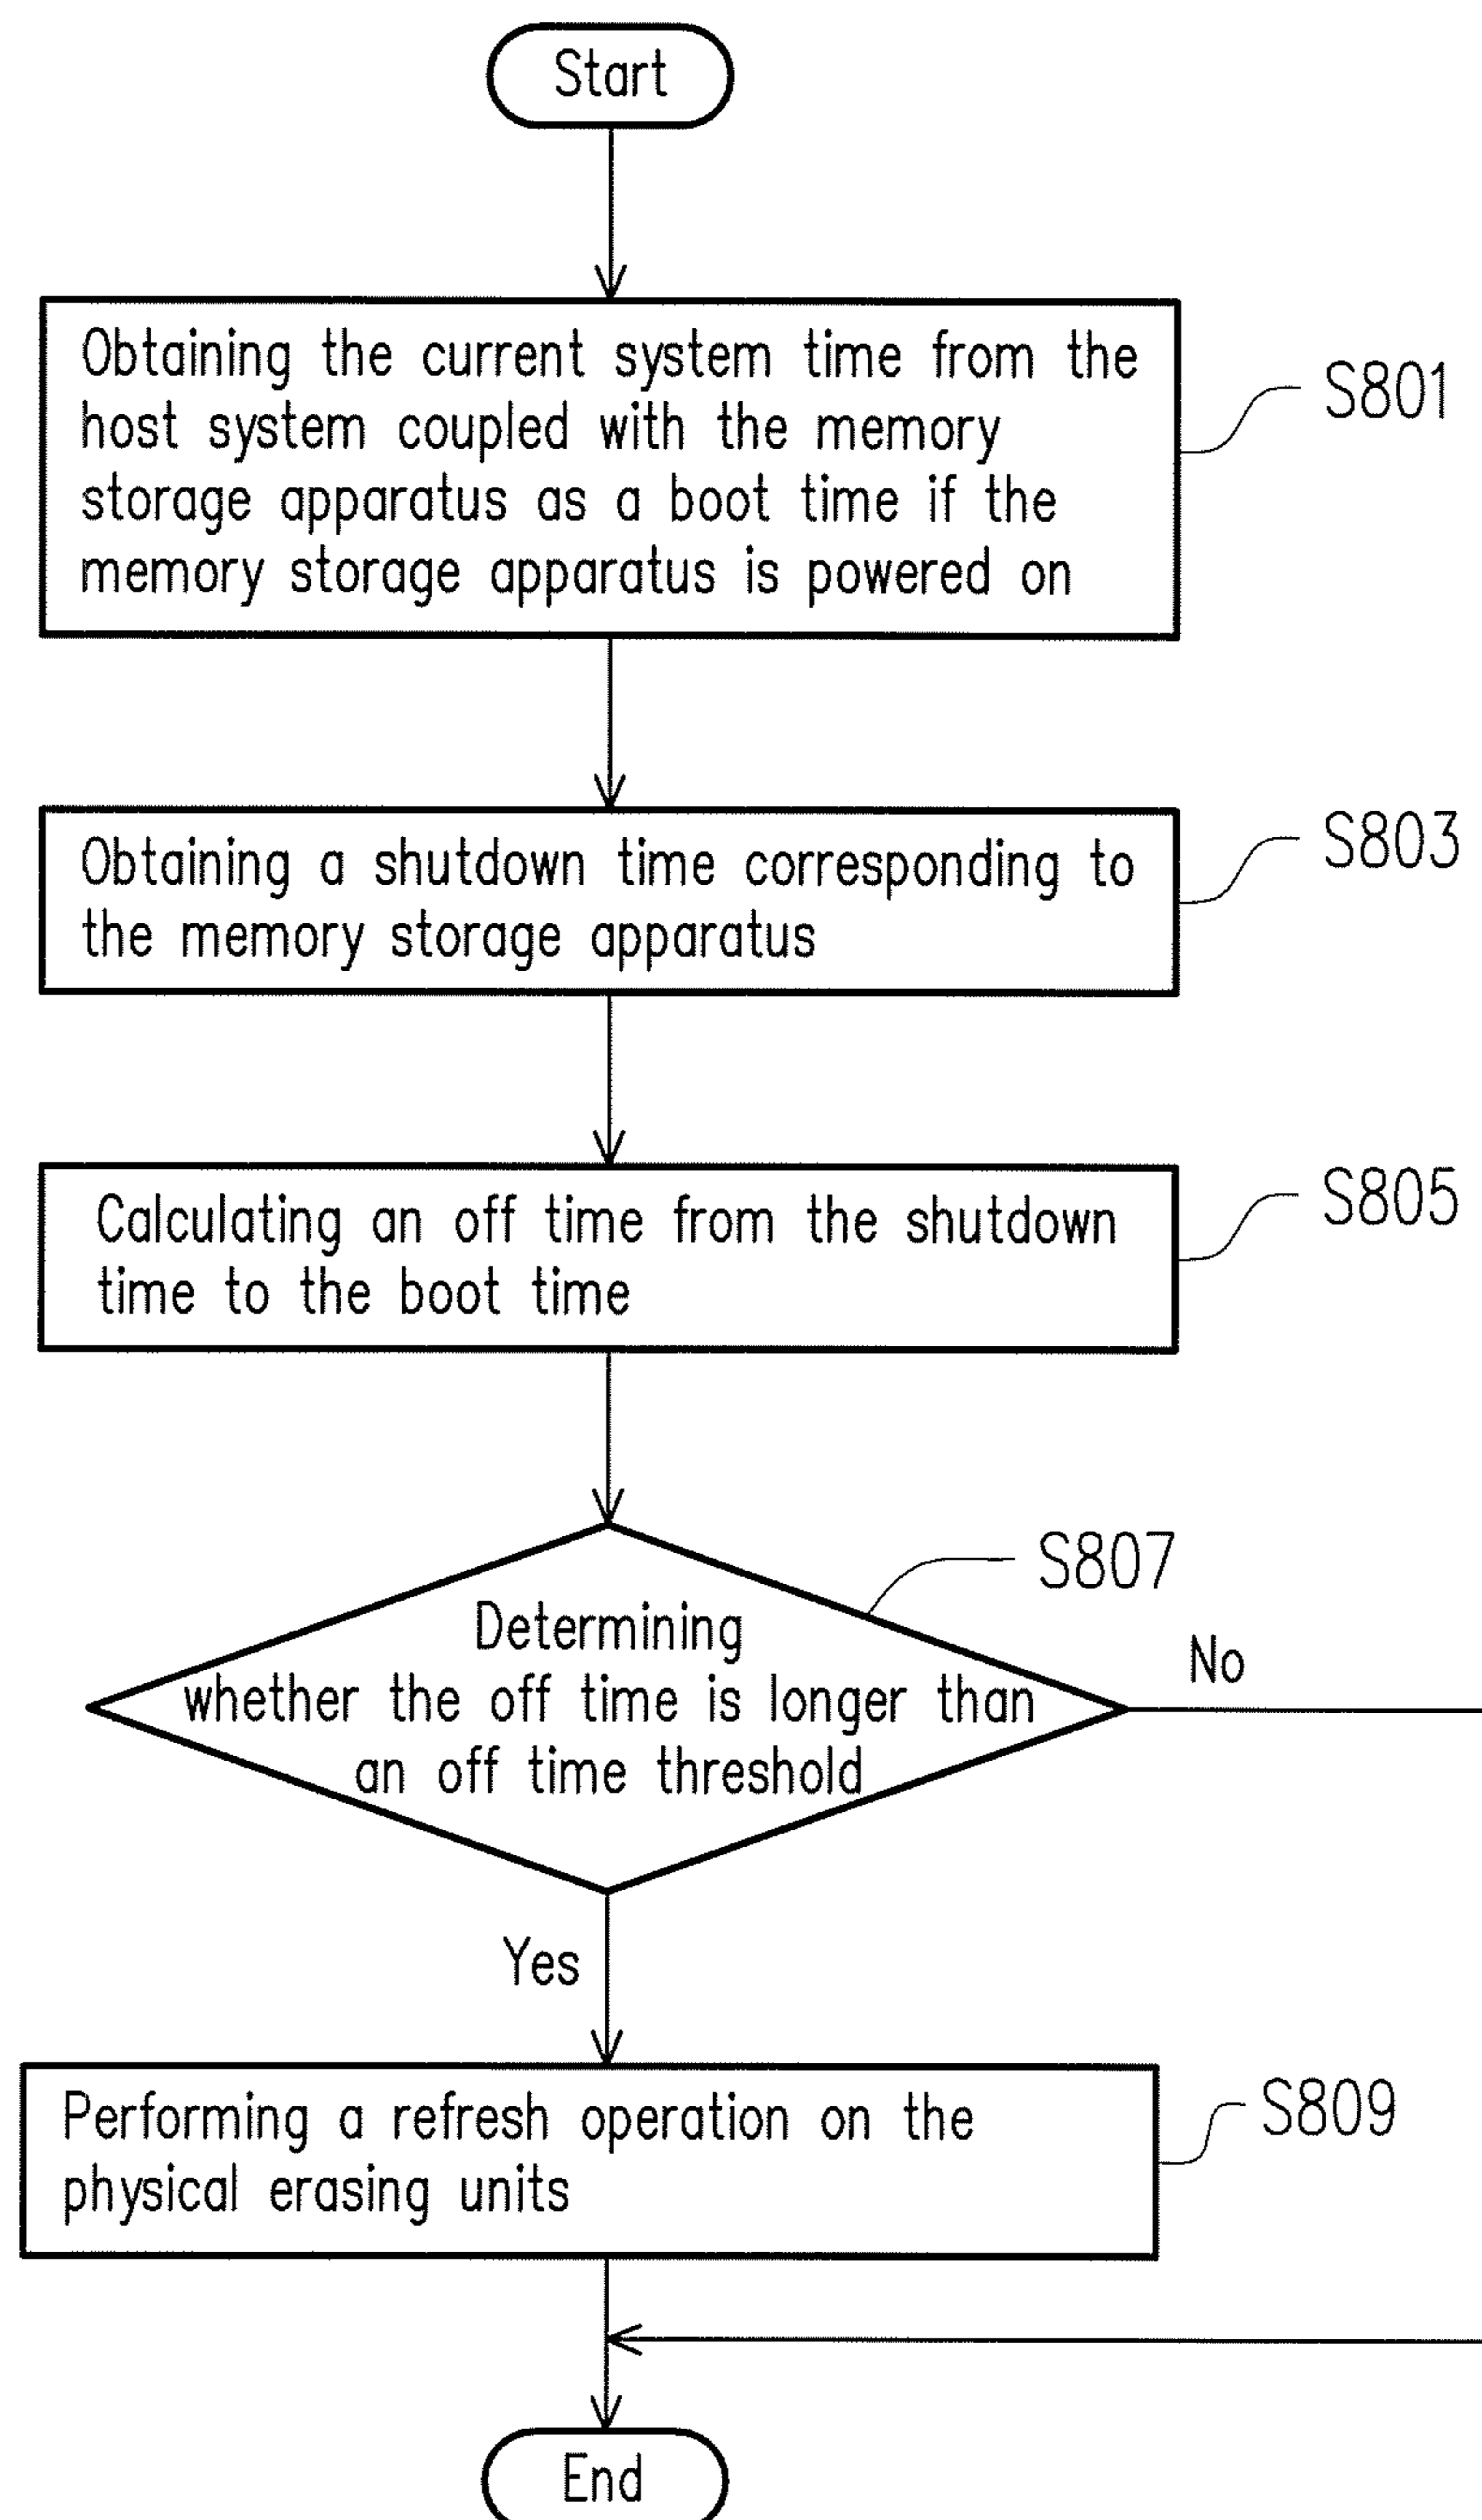 Start
Obtaining the current system time from the
host system coupled with the memory
storage apparatus as a boot time if the
memory storage apparatus is powered on
S801
Obtaining a shutdown time corresponding to
the memory storage apparatus
S803
Calculating an off time from the shutdown
time to the boot time
S805
Determining
whether the off time is longer than
an off time threshold
S807
No
Yes
Performing a refresh operation on the
physical erasing units
S809
End